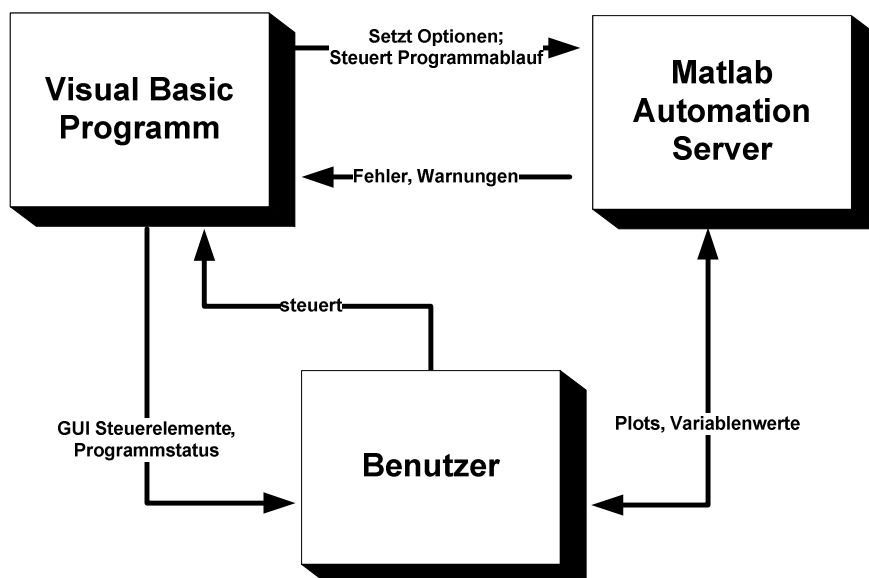 Visual Basic
Programm
Setzt Optionen;
Steuert Programmablauf
Matlab
Automation
Server
Fehler, Warnungen
steuert
GUI Steuerelemente,
Programmstatus
Plots, Variablenwerte
Benutzer